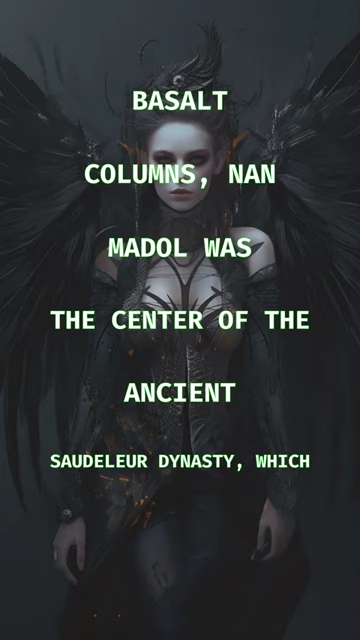 BASALT
COLUMNS, NAN
MADOL WAS
THE CENTER OF THE
ANCIENT
SAUDELEUR DYNASTY, WHICH